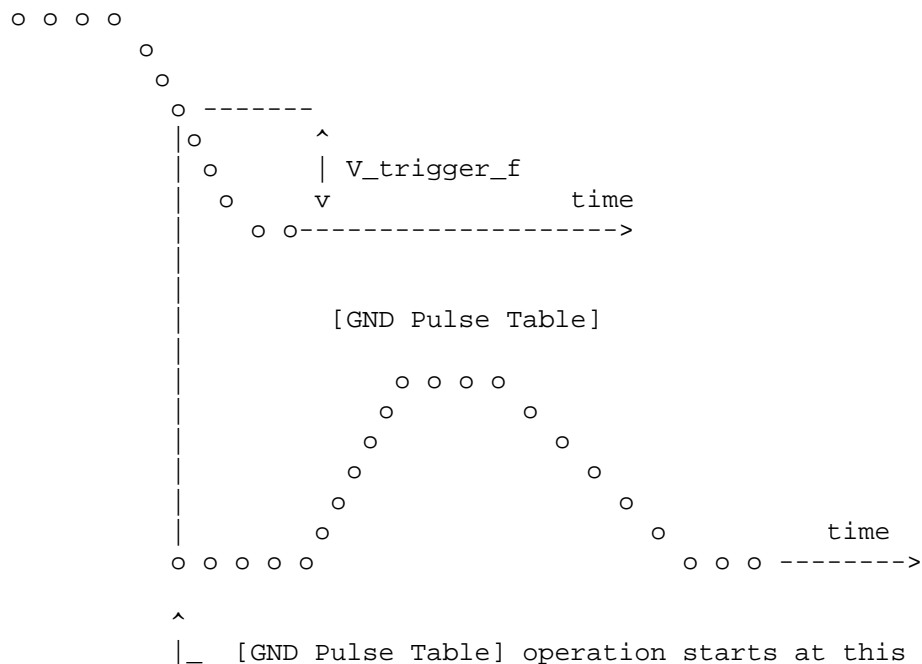 o o o o
o
o
o -------
| o ^
| o | V_trigger_f
| o v time
| o o-------------------->
|
|
| [GND Pulse Table]
|
| o o o o
| o o
| o o
| o o
| o o
| o o time
o o o o o o o o -------->
^
|_ [GND Pulse Table] operation starts at this